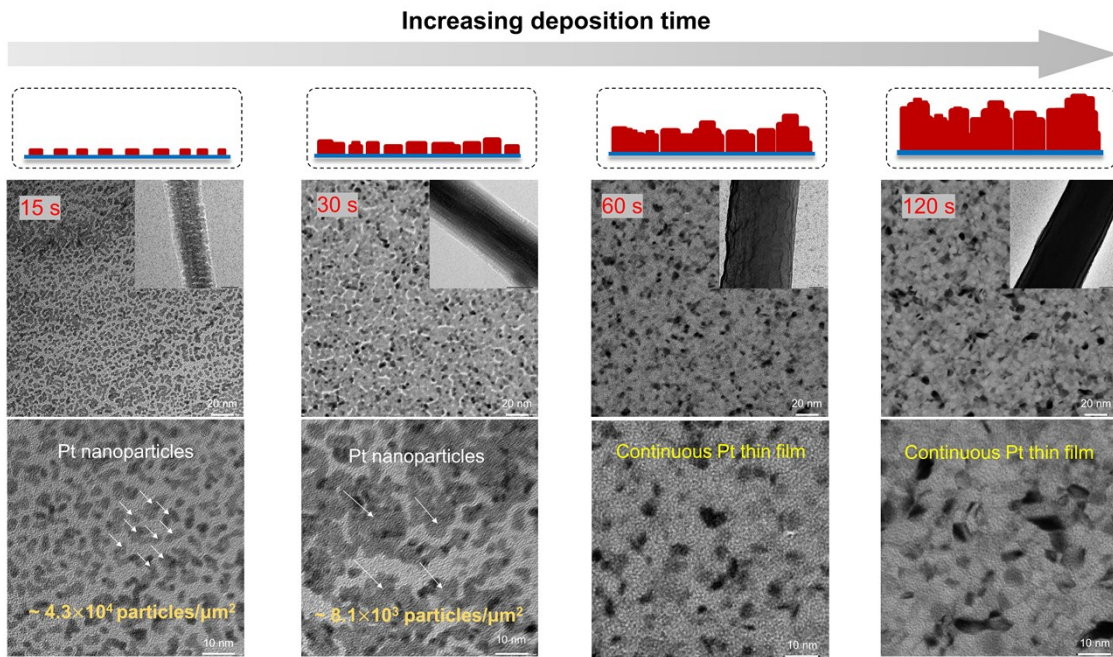 Increasing deposition time
15 s
30 s
60 s
120 s
20 nm
20 nm
20 nm
20 nm
Pt nanoparticles
Pt nanoparticles
Continuous Pt thin film
Continuous Pt thin film
~ 4.3×10⁴ particles/μm²
~ 8.1×10³ particles/μm²
10 nm
10 nm
10 nm
10 nm